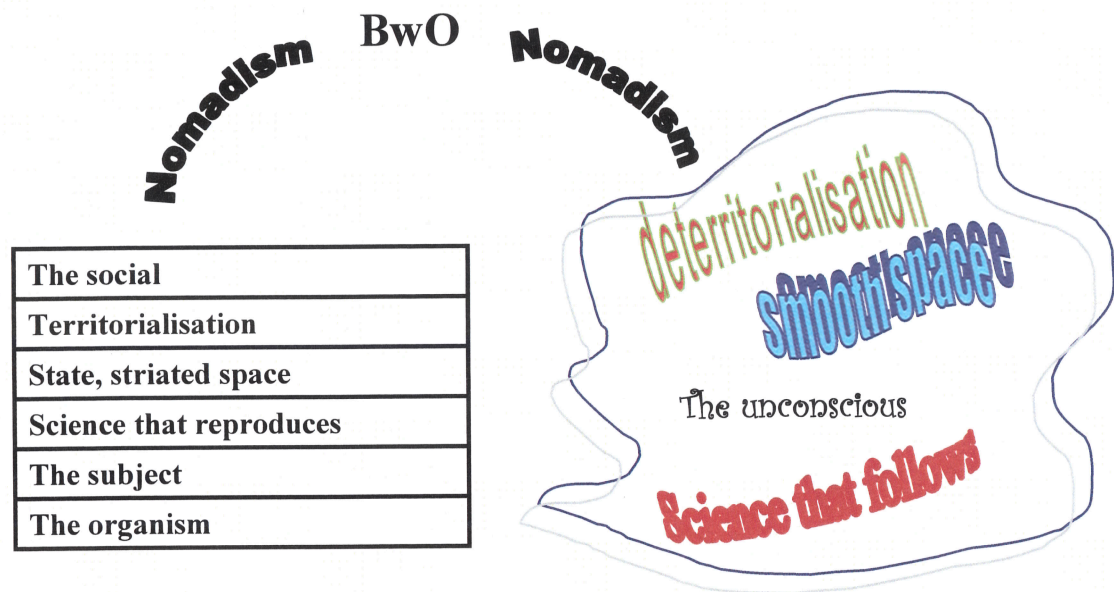 BwO
Nomadism
Nomadism
The social
Territorialisation
State, striated space
Science that reproduces
The subject
The organism
deterritorialisation
smooth space
The unconscious
Science that follows